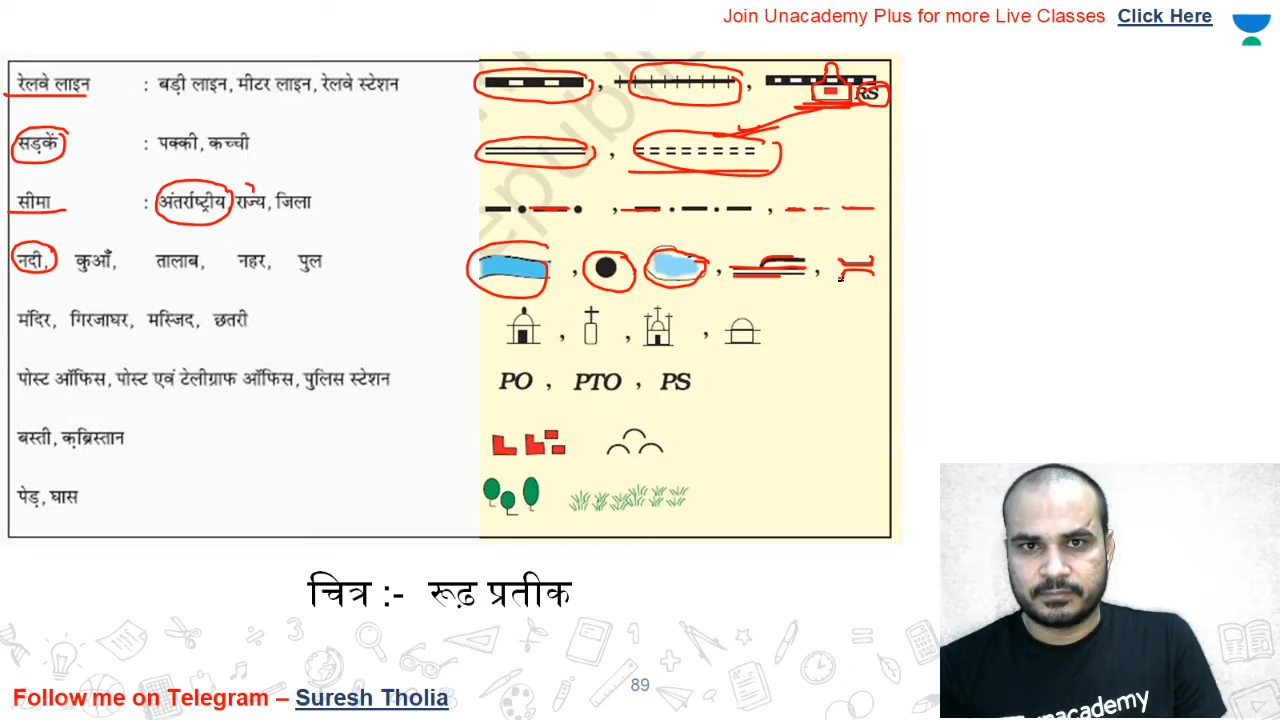 Join Unacademy Plus for more Live Classes Click Here
रेलवे लाइन : बड़ी लाइन, मीटर लाइन, रेलवे स्टेशन , , RS
सड़कें : पक्की, कच्ची ,
सीमा : अंतर्राष्ट्रीय, राज्य, जिला , ,
नदी, कुआँ, तालाब, नहर, पुल , , , ,
मंदिर, गिरजाघर, मस्जिद, छतरी , , ,
पोस्ट ऑफिस, पोस्ट एवं टेलीग्राफ ऑफिस, पुलिस स्टेशन PO , PTO , PS
बस्ती, क़ब्रिस्तान
पेड़, घास
चित्र :- रूढ़ प्रतीक
89
Follow me on Telegram – Suresh Tholia
unacademy